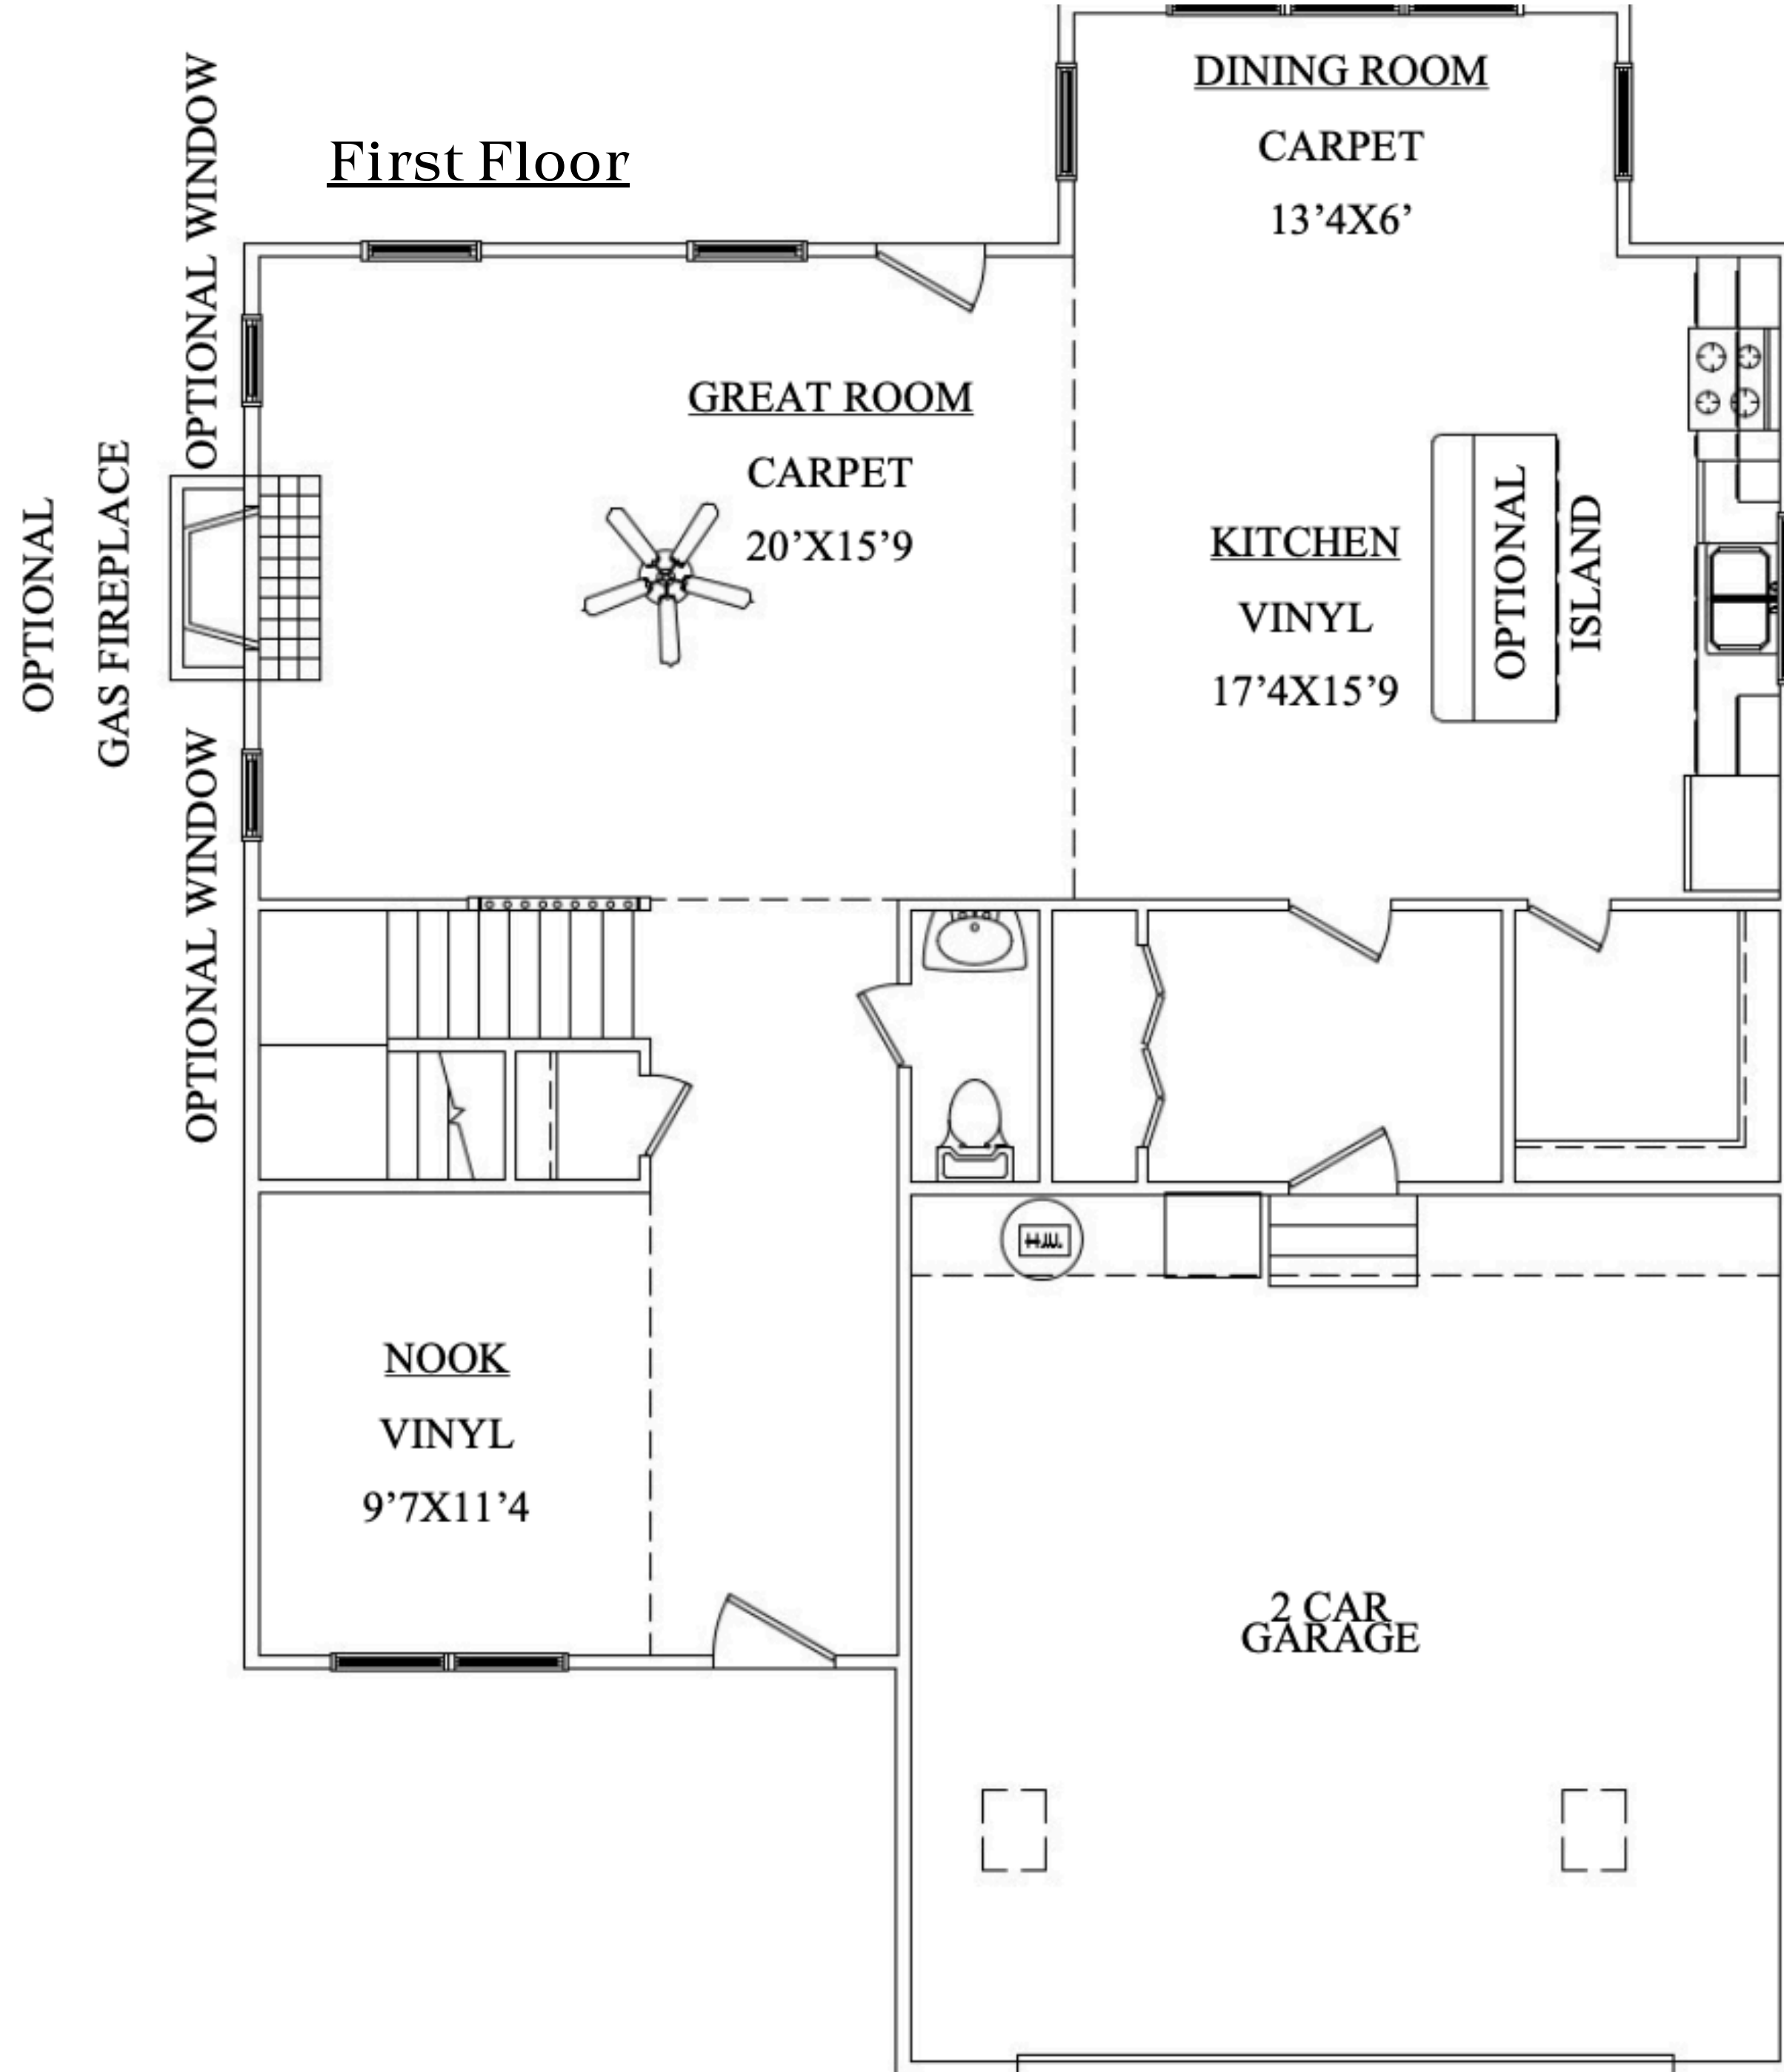 First Floor
DINING ROOM
CARPET
13’4X6’
OPTIONAL WINDOW
GREAT ROOM
CARPET
20’X15’9
OPTIONAL
GAS FIREPLACE
KITCHEN
VINYL
17’4X15’9
OPTIONAL
ISLAND
OPTIONAL WINDOW
H.W.
NOOK
VINYL
9’7X11’4
2 CAR
GARAGE